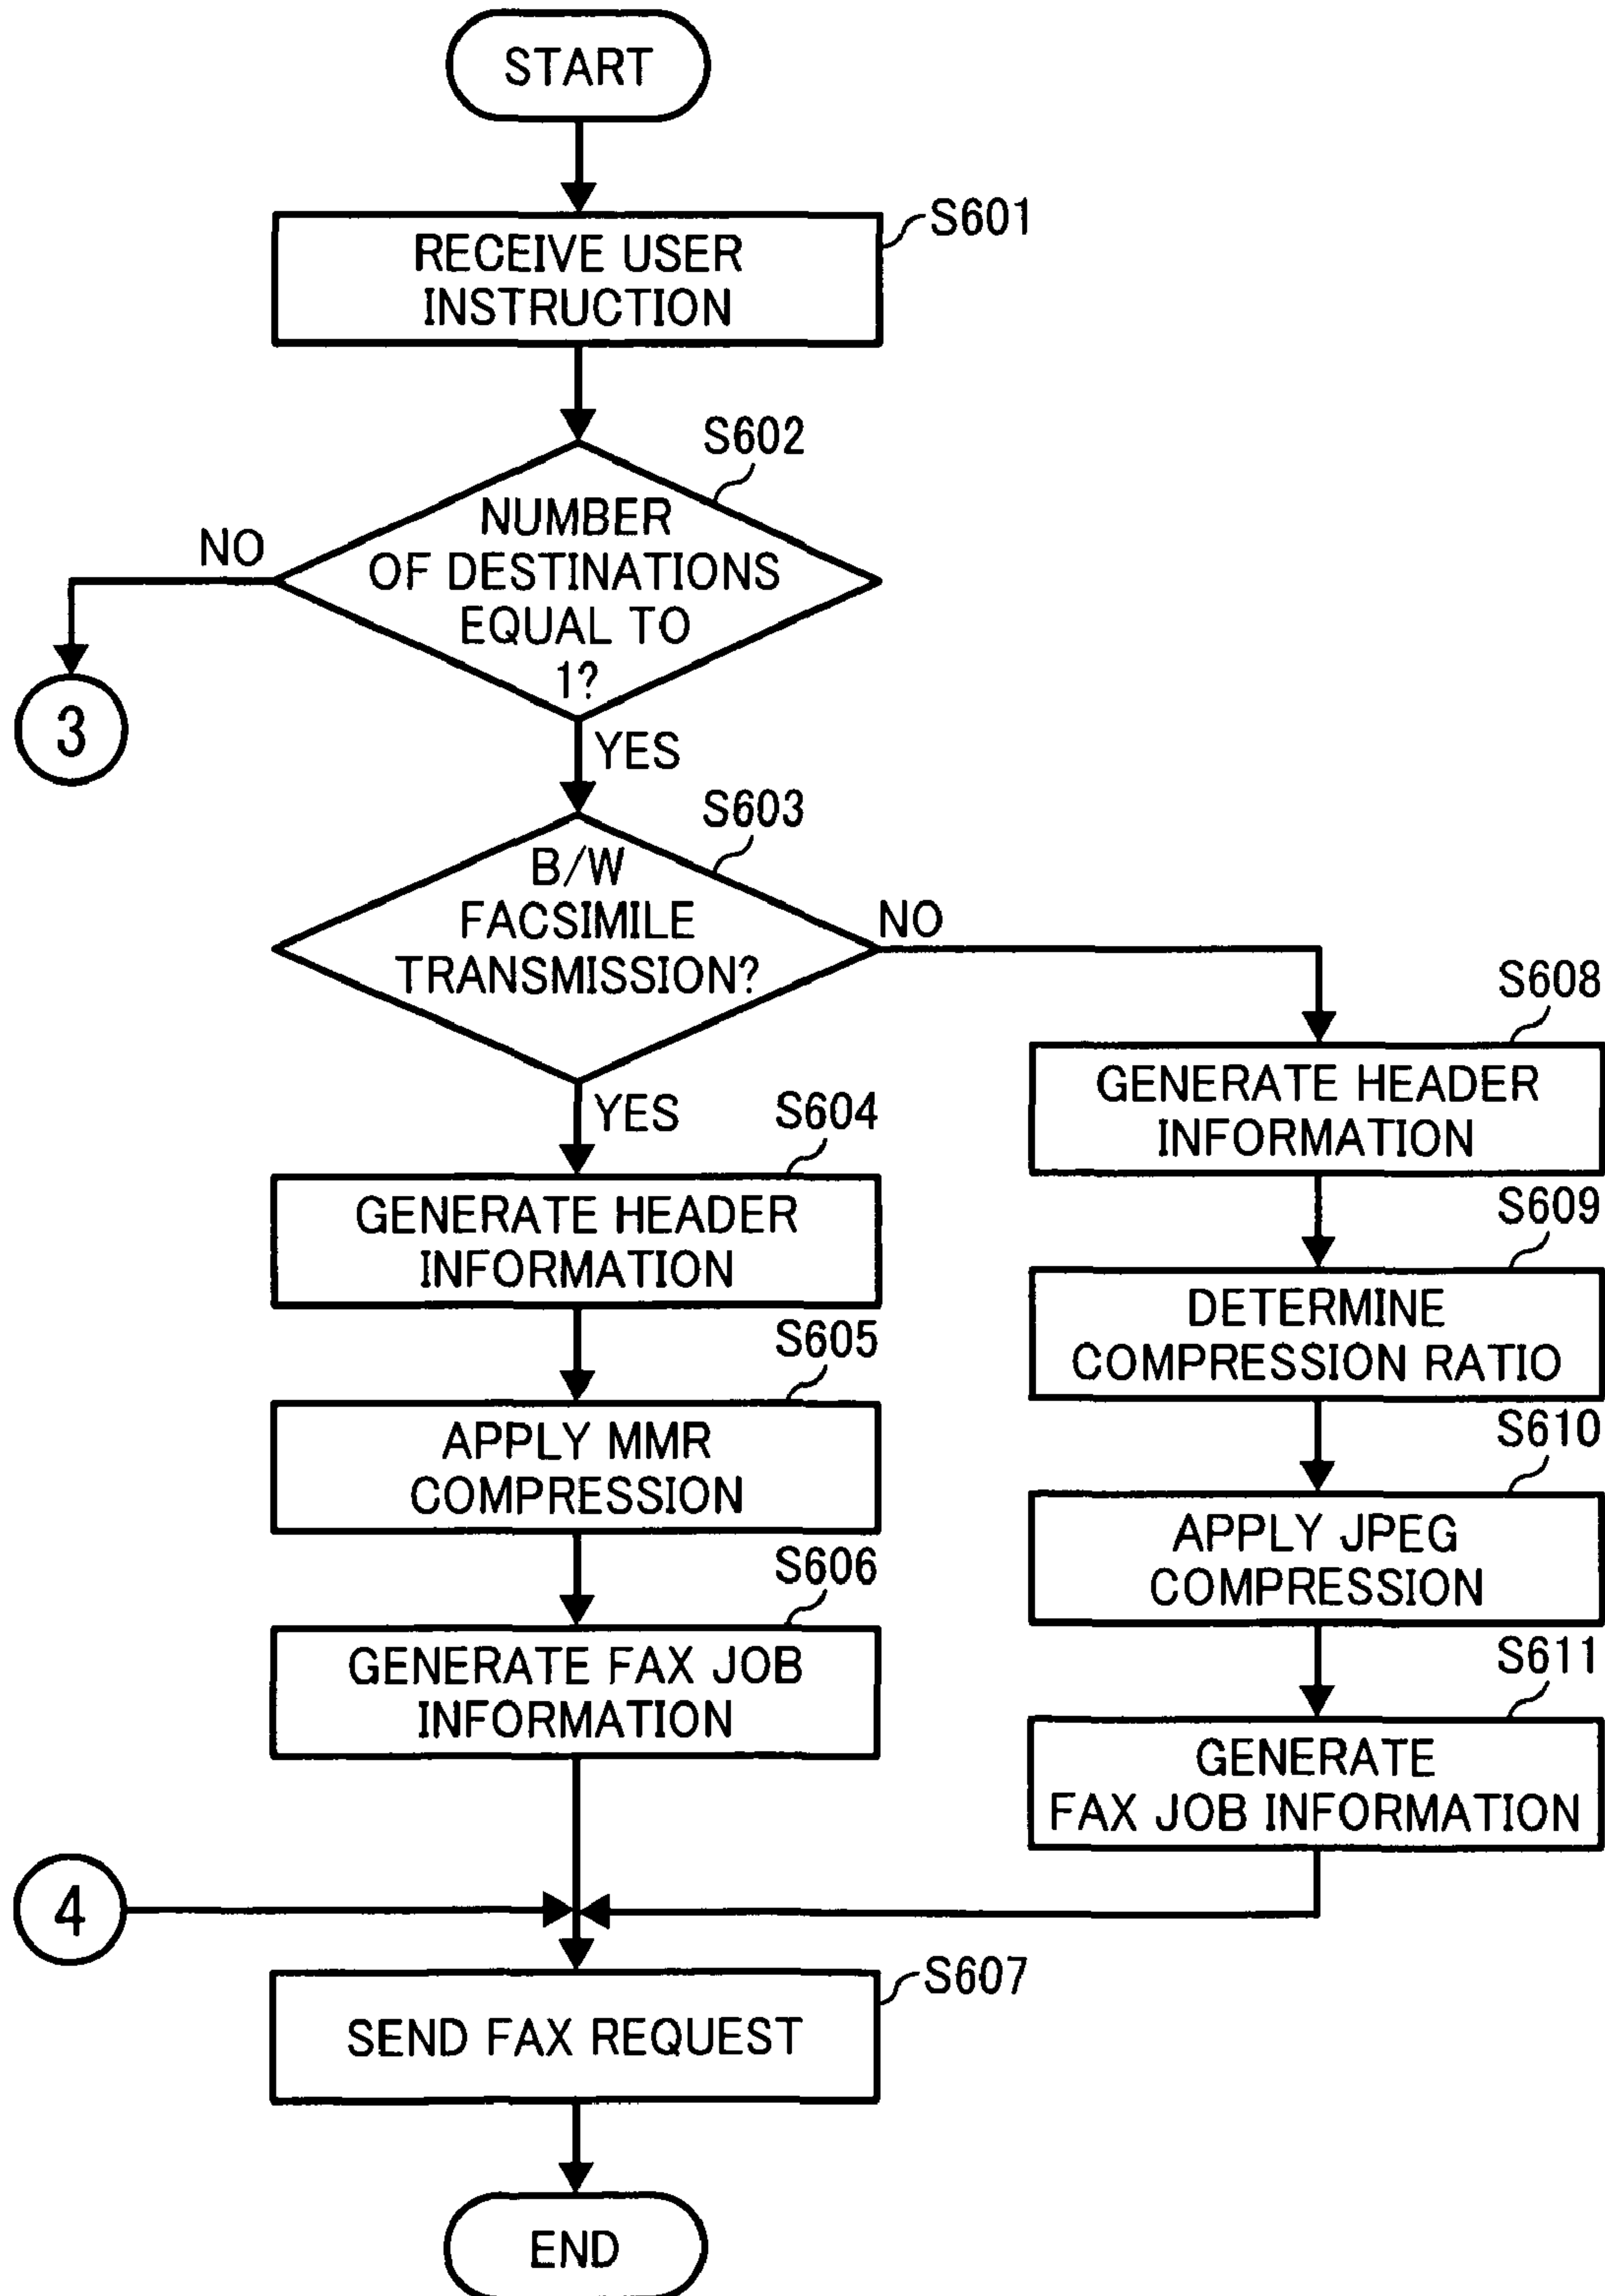 START
S601
RECEIVE USER
INSTRUCTION
S602
NUMBER
OF DESTINATIONS
EQUAL TO
1?
NO
3
YES
S603
B/W
FACSIMILE
TRANSMISSION?
NO
YES
S604
GENERATE HEADER
INFORMATION
S605
APPLY MMR
COMPRESSION
S606
GENERATE FAX JOB
INFORMATION
S608
GENERATE HEADER
INFORMATION
S609
DETERMINE
COMPRESSION RATIO
S610
APPLY JPEG
COMPRESSION
S611
GENERATE
FAX JOB INFORMATION
4
S607
SEND FAX REQUEST
END